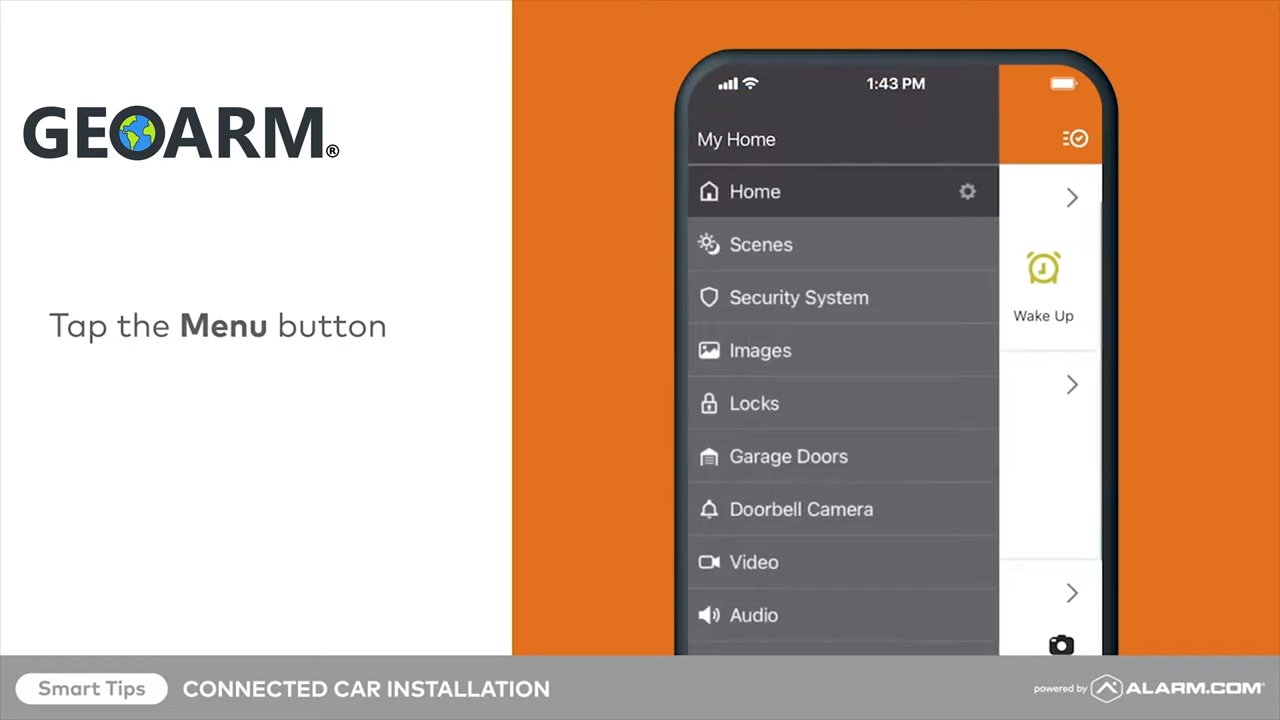 GEOARM®
Tap the Menu button
1:43 PM
My Home
Home
Scenes
Security System
Images
Locks
Garage Doors
Doorbell Camera
Video
Audio
Wake Up
Smart Tips
CONNECTED CAR INSTALLATION
powered by ALARM.COM®